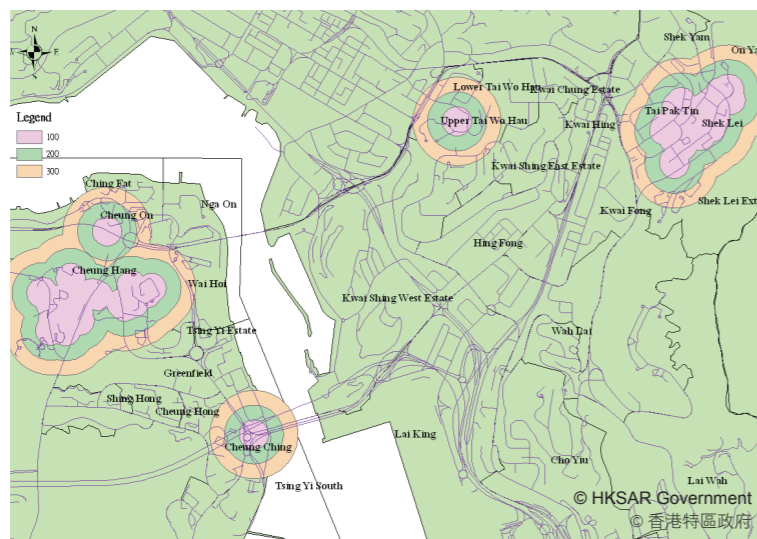 N
E
Legend
100
200
300
Shek Yam
On Ya
Lower Tai Wo Hau
Kwai Chung Estate
Tai Pak Tin
Upper Tai Wo Hau
Kwai Hing
Shek Lei
Kwai Shing East Estate
Ching Fat
Nga On
Cheung On
Kwai Fong
Shek Lei Ext
Hing Fong
Cheung Hang
Wai Hoi
Kwai Shing West Estate
Tsing Yi Estate
Wah Lai
Greenfield
Shing Hong
Cheung Hong
Cheung Ching
Lai King
Cho Yiu
Tsing Yi South
Lai Wah
© HKSAR Government
© 香港特區政府